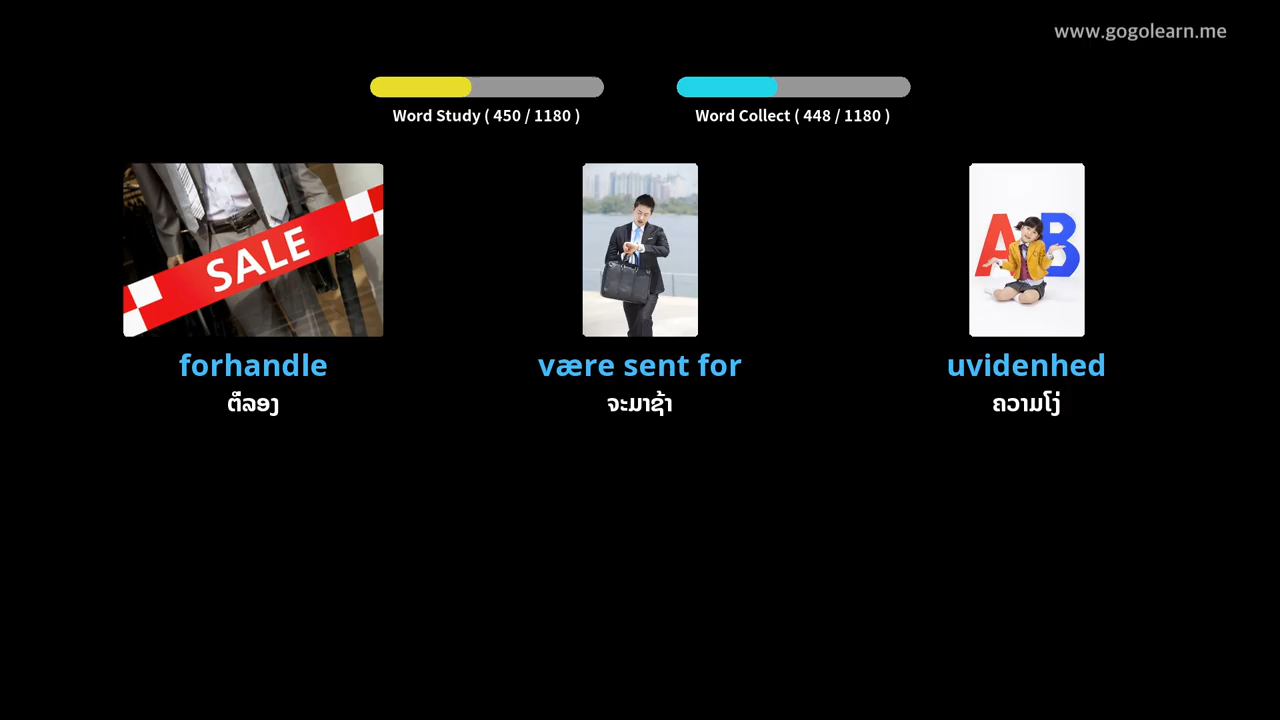 www.gogolearn.me
Word Study ( 450 / 1180 )
Word Collect ( 448 / 1180 )
SALE
A B
forhandle
være sent for
uvidenhed
ຕໍ່ລອງ
ຈະມາຊ້າ
ຄວາມໂງ່